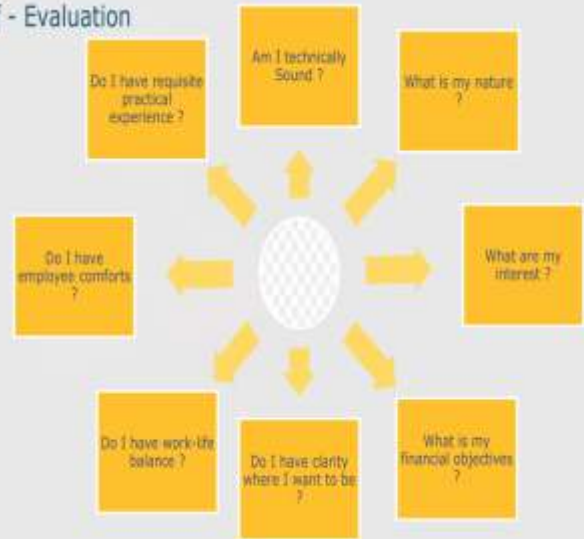 - Evaluation
Am I technically
Sound ?
What is my nature
?
What are my
interest ?
What is my
financial objectives
?
Do I have clarity
where I want to be
?
Do I have work-life
balance ?
Do I have
employee comforts
?
Do I have requisite
practical
experience ?